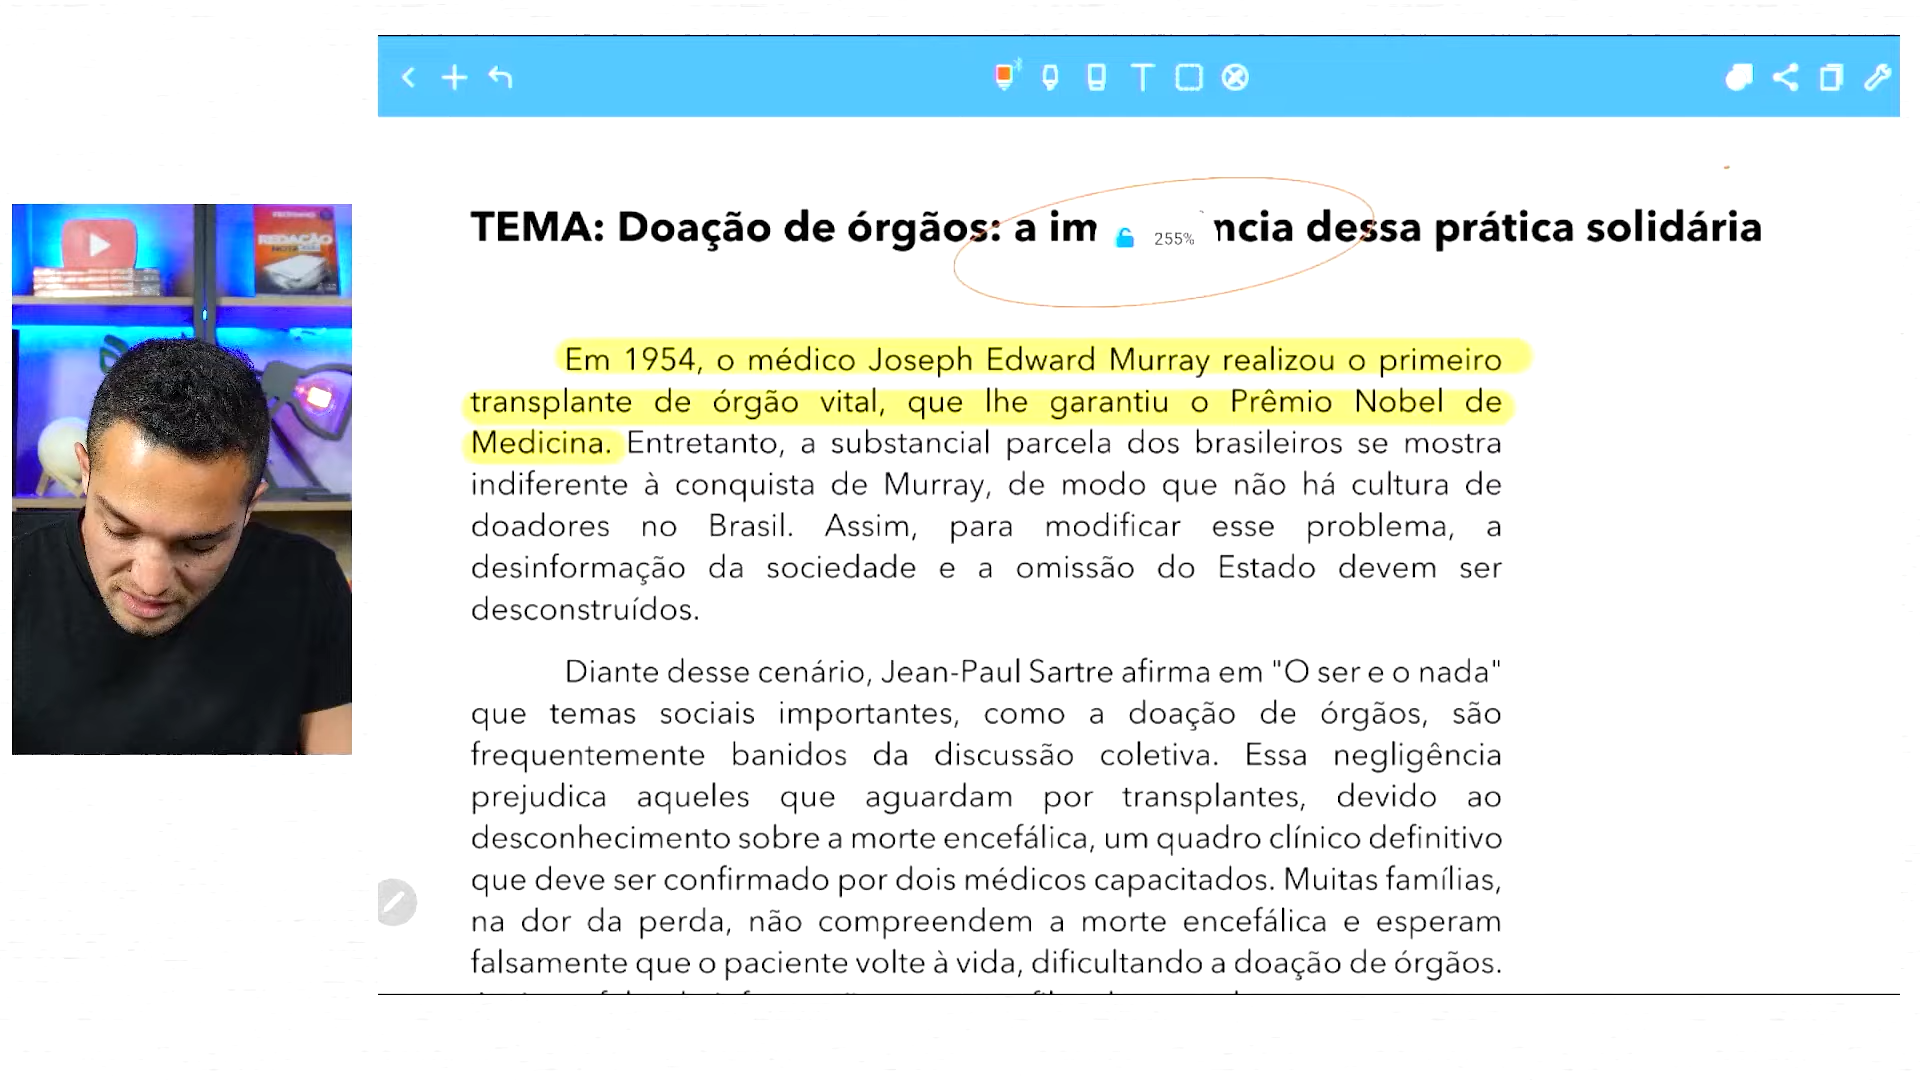 TEMA: Doação de órgãos: a im 255% ncia dessa prática solidária
REDAÇÃO
Em 1954, o médico Joseph Edward Murray realizou o primeiro
transplante de órgão vital, que lhe garantiu o Prêmio Nobel de
Medicina. Entretanto, a substancial parcela dos brasileiros se mostra
indiferente à conquista de Murray, de modo que não há cultura de
doadores no Brasil. Assim, para modificar esse problema, a
desinformação da sociedade e a omissão do Estado devem ser
desconstruídos.
Diante desse cenário, Jean-Paul Sartre afirma em "O ser e o nada"
que temas sociais importantes, como a doação de órgãos, são
frequentemente banidos da discussão coletiva. Essa negligência
prejudica aqueles que aguardam por transplantes, devido ao
desconhecimento sobre a morte encefálica, um quadro clínico definitivo
que deve ser confirmado por dois médicos capacitados. Muitas famílias,
na dor da perda, não compreendem a morte encefálica e esperam
falsamente que o paciente volte à vida, dificultando a doação de órgãos.